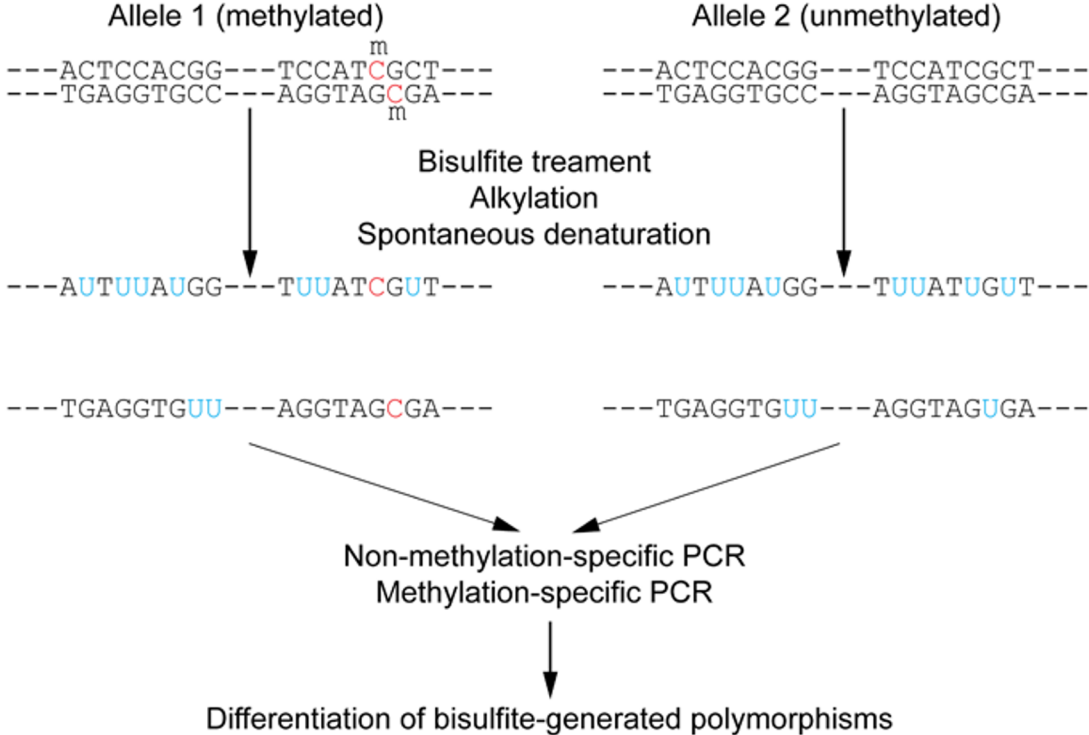 Allele 1 (methylated) Allele 2 (unmethylated)
m
---ACTCCACGG---TCCATCGCT--- ---ACTCCACGG---TCCATCGCT---
---TGAGGTGCC---AGGTAGCGA--- ---TGAGGTGCC---AGGTAGCGA---
m
Bisulfite treament
Alkylation
Spontaneous denaturation
---AUTUUAUGG---TUUATCGUT--- ---AUTUUAUGG---TUUATUGUT---
---TGAGGTGUU---AGGTAGCGA--- ---TGAGGTGUU---AGGTAGUGA---
Non-methylation-specific PCR
Methylation-specific PCR
Differentiation of bisulfite-generated polymorphisms